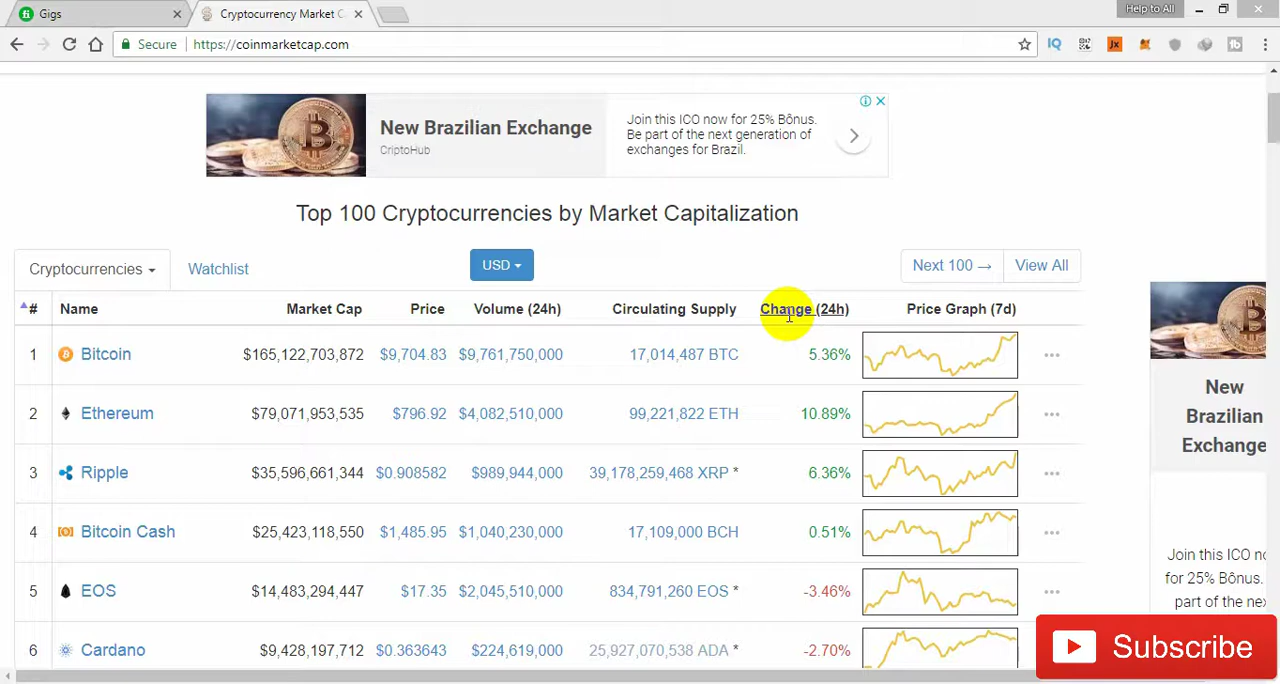 Gigs
Cryptocurrency Market C
Help to All
Secure
https://coinmarketcap.com
New Brazilian Exchange
CriptoHub
Join this ICO now for 25% Bônus.
Be part of the next generation of
exchanges for Brazil.
Top 100 Cryptocurrencies by Market Capitalization
Cryptocurrencies
Watchlist
USD
Next 100 →
View All
# Name Market Cap Price Volume (24h) Circulating Supply Change (24h) Price Graph (7d)
1 Bitcoin $165,122,703,872 $9,704.83 $9,761,750,000 17,014,487 BTC 5.36%
2 Ethereum $79,071,953,535 $796.92 $4,082,510,000 99,221,822 ETH 10.89%
3 Ripple $35,596,661,344 $0.908582 $989,944,000 39,178,259,468 XRP * 6.36%
4 Bitcoin Cash $25,423,118,550 $1,485.95 $1,040,230,000 17,109,000 BCH 0.51%
5 EOS $14,483,294,447 $17.35 $2,045,510,000 834,791,260 EOS * -3.46%
6 Cardano $9,428,197,712 $0.363643 $224,619,000 25,927,070,538 ADA * -2.70%
New
Brazilian
Exchange
Join this ICO no
for 25% Bônus.
part of the nex
Subscribe